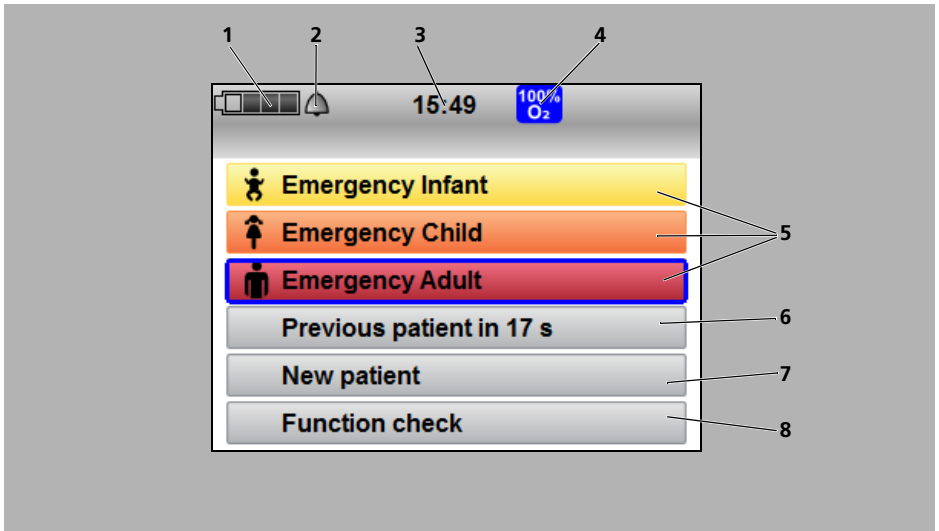 1 2 3 4
15:49 100% O₂
Emergency Infant
Emergency Child
5
Emergency Adult
Previous patient in 17 s
6
New patient
7
Function check
8